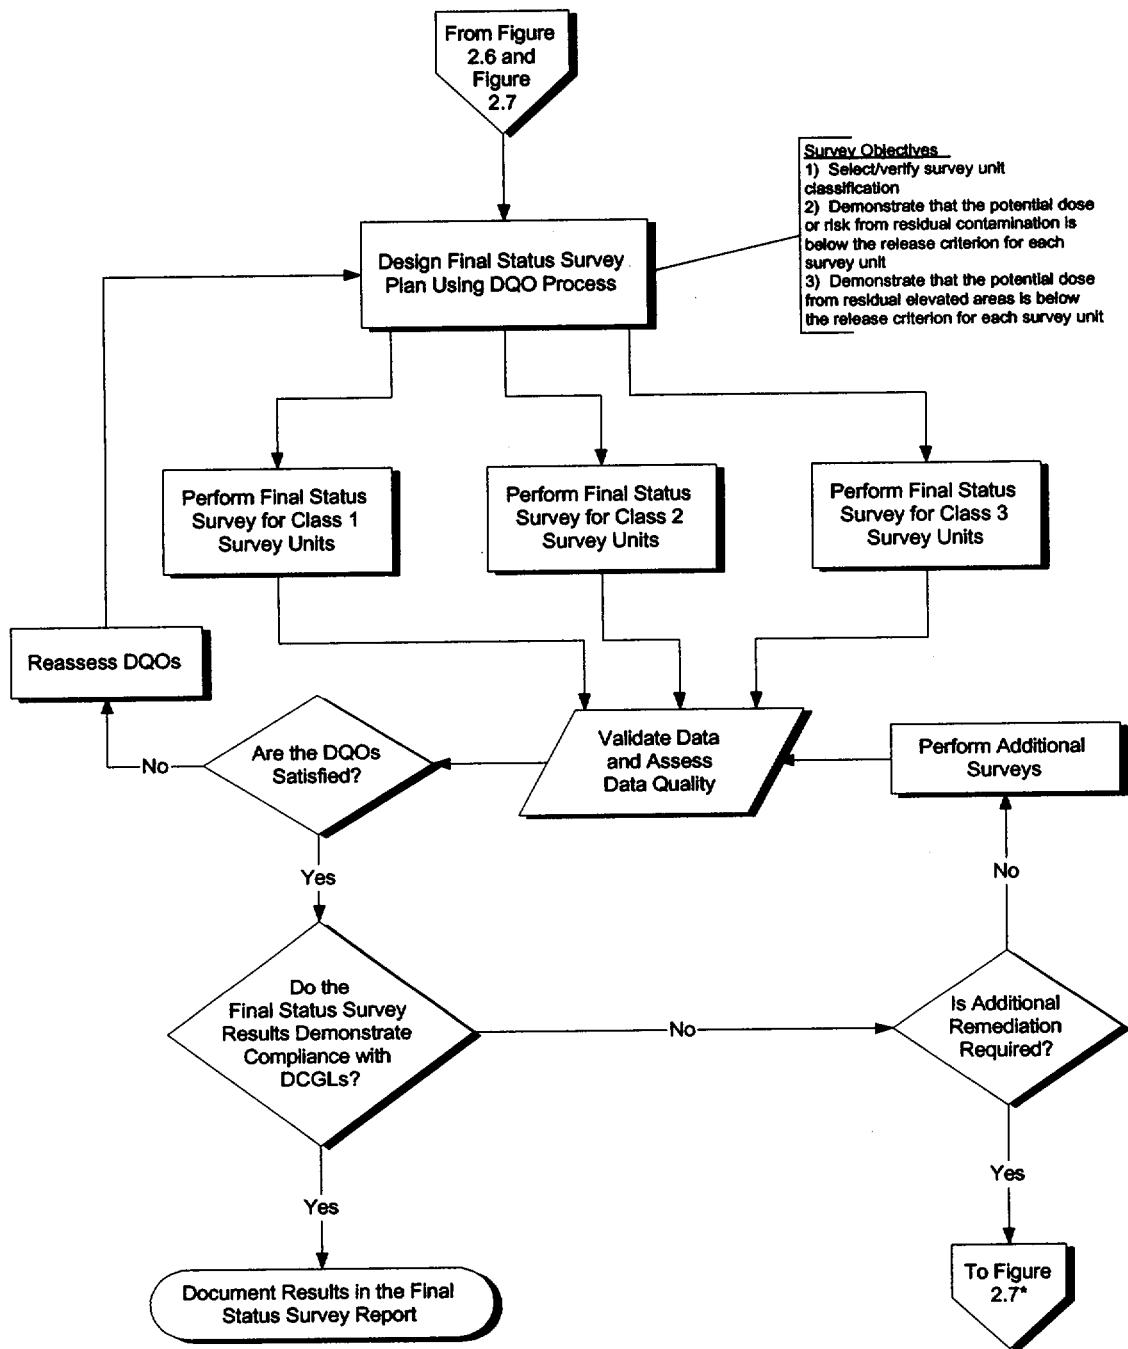 From Figure
2.6 and
Figure
2.7
Survey Objectives
1) Select/verify survey unit
classification
2) Demonstrate that the potential dose
or risk from residual contamination is
below the release criterion for each
survey unit
3) Demonstrate that the potential dose
from residual elevated areas is below
the release criterion for each survey unit
Design Final Status Survey
Plan Using DQO Process
Perform Final Status
Survey for Class 1
Survey Units
Perform Final Status
Survey for Class 2
Survey Units
Perform Final Status
Survey for Class 3
Survey Units
Reassess DQOs
No
Are the DQOs
Satisfied?
Validate Data
and Assess
Data Quality
Perform Additional
Surveys
Yes
No
Do the
Final Status Survey
Results Demonstrate
Compliance with
DCGLs?
No
Is Additional
Remediation
Required?
Yes
Yes
Document Results in the Final
Status Survey Report
To Figure
2.7*